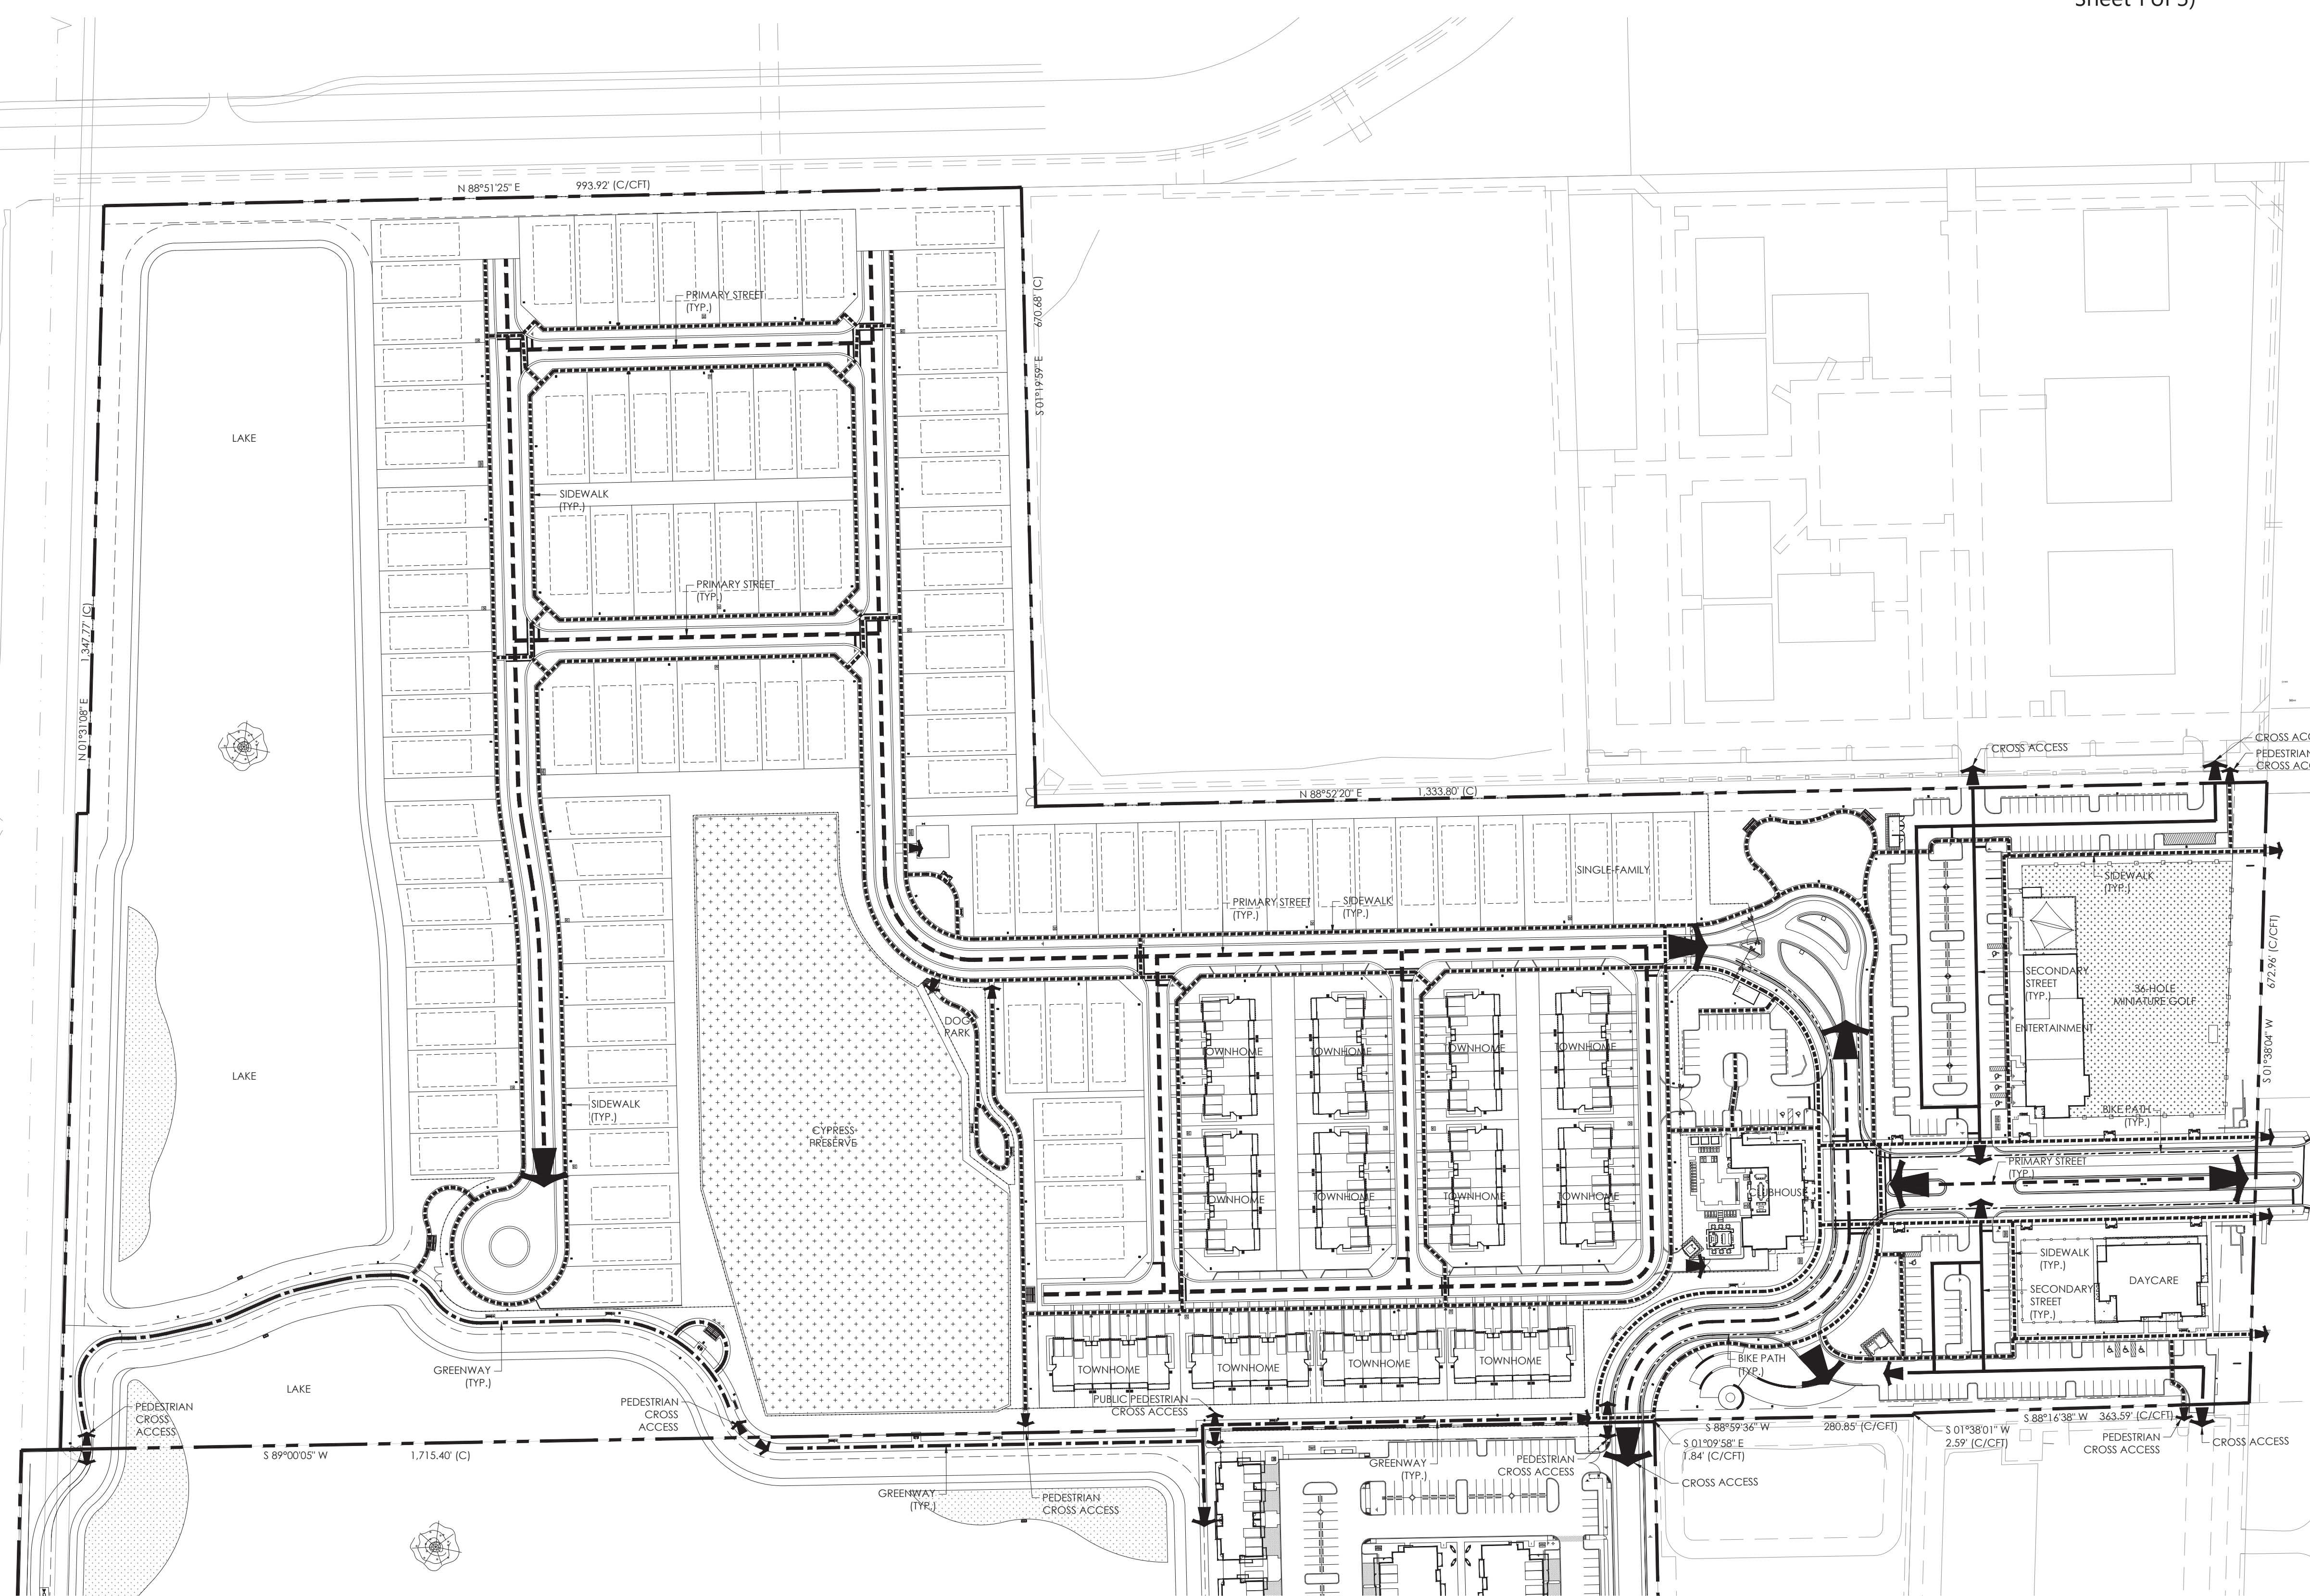 Sheet 1 of 3)
N 88°51'25" E 993.92' (C/CFT)
PRIMARY STREET
(TYP.)
S 01°19'59" E 670.68' (C)
LAKE
SIDEWALK
(TYP.)
PRIMARY STREET
(TYP.)
N 01°31'08" E 1,347.77' (C)
CROSS ACC
PEDESTRIAN
CROSS ACC
CROSS ACCESS
N 88°52'20" E 1,333.80' (C)
SINGLE-FAMILY
SIDEWALK
(TYP.)
PRIMARY STREET
(TYP.)
SIDEWALK
(TYP.)
S 01°38'04" W 672.96' (C/CFT)
SECONDARY
STREET
(TYP.)
36-HOLE
MINIATURE GOLF
ENTERTAINMENT
DOG
PARK
TOWNHOME
TOWNHOME
TOWNHOME
TOWNHOME
LAKE
SIDEWALK
(TYP.)
BIKE PATH
(TYP.)
CYPRESS
PRESERVE
PRIMARY STREET
(TYP.)
TOWNHOME
TOWNHOME
TOWNHOME
TOWNHOME
CLUBHOUSE
SIDEWALK
(TYP.)
DAYCARE
SECONDARY
STREET
(TYP.)
GREENWAY
(TYP.)
TOWNHOME
TOWNHOME
TOWNHOME
TOWNHOME
BIKE PATH
(TYP.)
LAKE
PEDESTRIAN
CROSS
ACCESS
PEDESTRIAN
CROSS
ACCESS
PUBLIC PEDESTRIAN
CROSS ACCESS
S 88°59'36" W 280.85' (C/CFT)
S 88°16'38" W 363.59' (C/CFT)
S 01°38'01" W
2.59' (C/CFT)
S 01°09'58" E
1.84' (C/CFT)
PEDESTRIAN
CROSS ACCESS
CROSS ACCESS
S 89°00'05" W 1,715.40' (C)
GREENWAY
(TYP.)
PEDESTRIAN
CROSS ACCESS
CROSS ACCESS
GREENWAY
(TYP.)
PEDESTRIAN
CROSS ACCESS